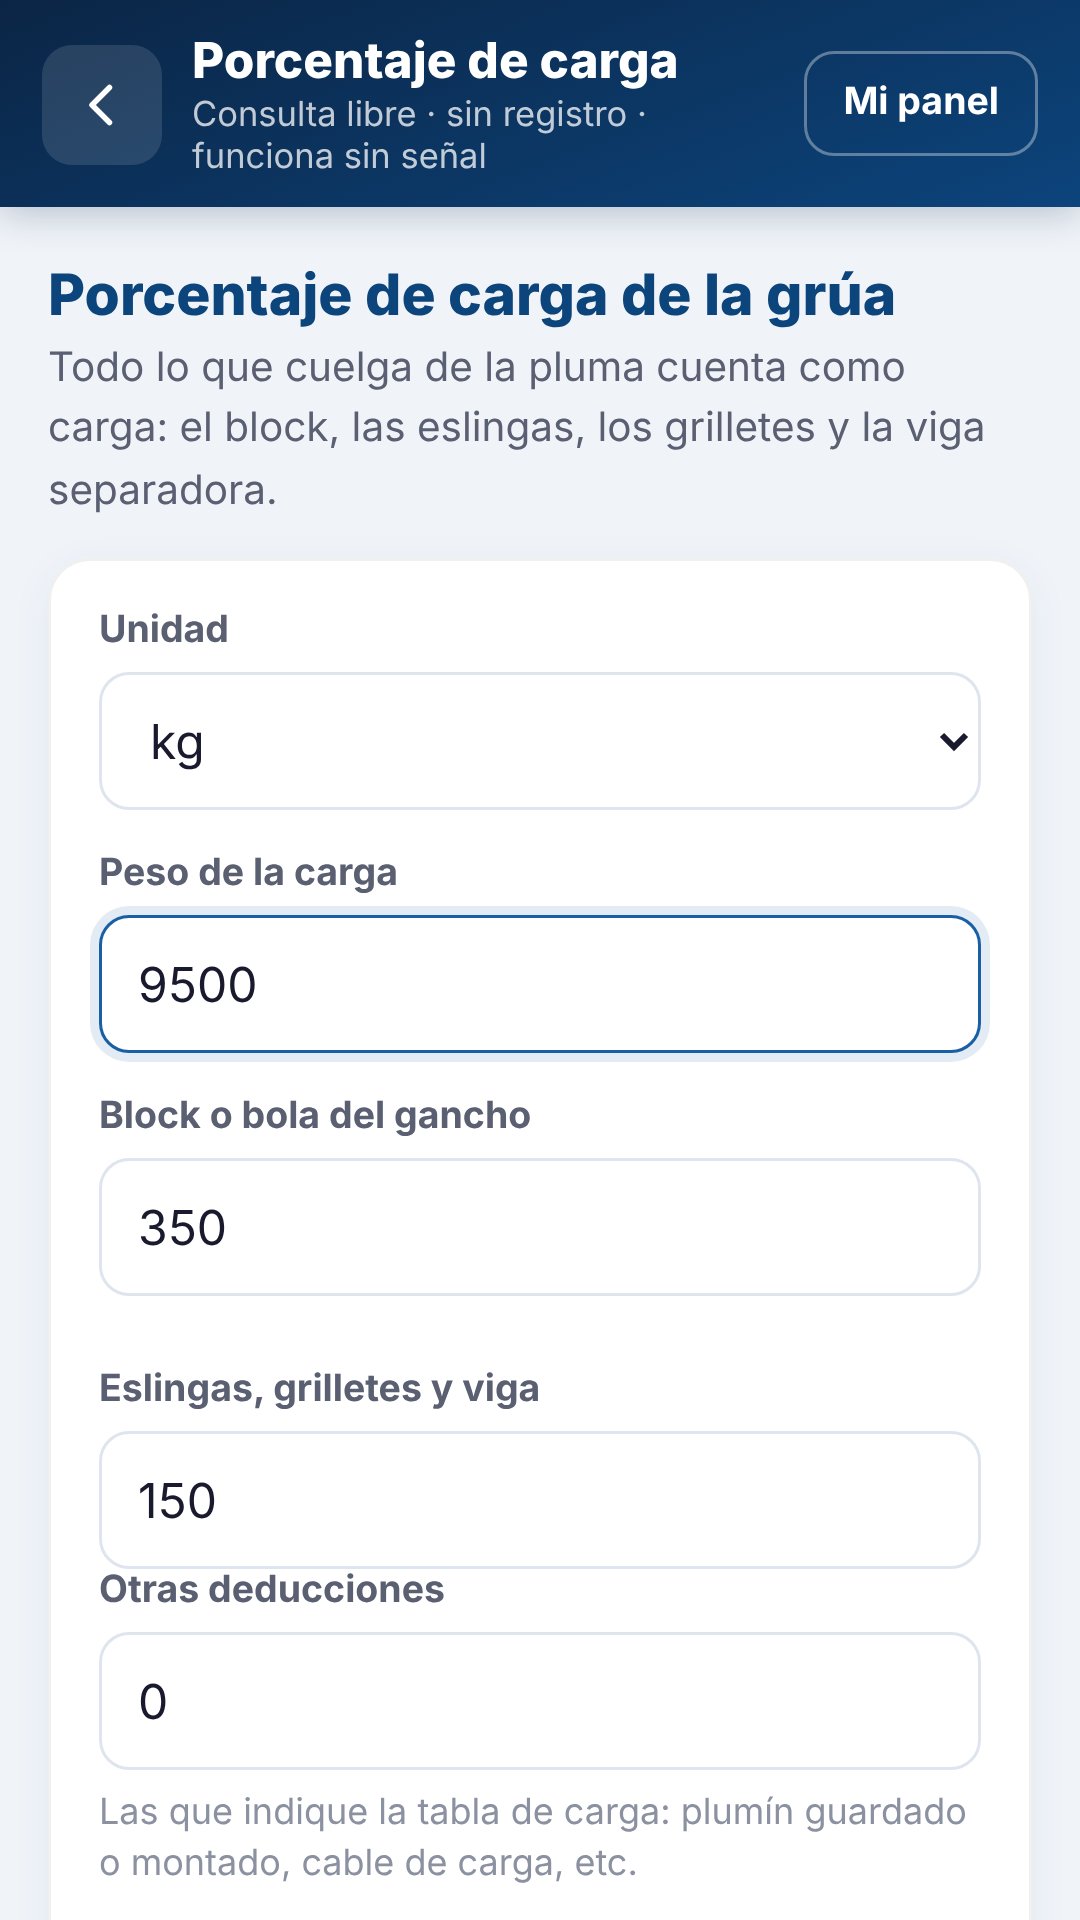 Porcentaje de carga
Consulta libre · sin registro ·
funciona sin señal
Mi panel
Porcentaje de carga de la grúa
Todo lo que cuelga de la pluma cuenta como
carga: el block, las eslingas, los grilletes y la viga
separadora.
Unidad
kg
Peso de la carga
9500
Block o bola del gancho
350
Eslingas, grilletes y viga
150
Otras deducciones
0
Las que indique la tabla de carga: plumín guardado
o montado, cable de carga, etc.